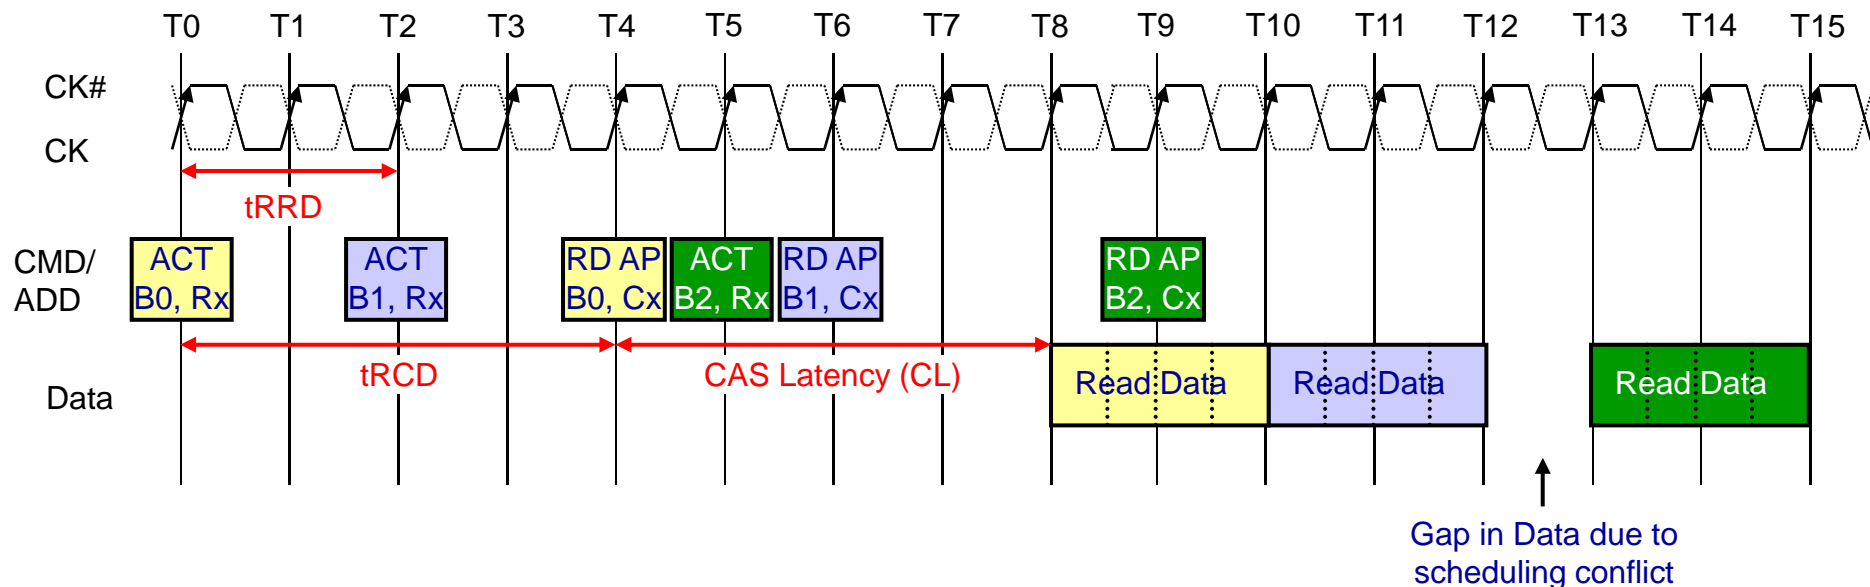 T0 T1 T2 T3 T4 T5 T6 T7 T8 T9 T10 T11 T12 T13 T14 T15
CK#
CK
tRRD
CMD/
ADD
ACT
B0, Rx
ACT
B1, Rx
RD AP
B0, Cx
ACT
B2, Rx
RD AP
B1, Cx
RD AP
B2, Cx
tRCD
CAS Latency (CL)
Data
Read Data
Read Data
Read Data
Gap in Data due to
scheduling conflict